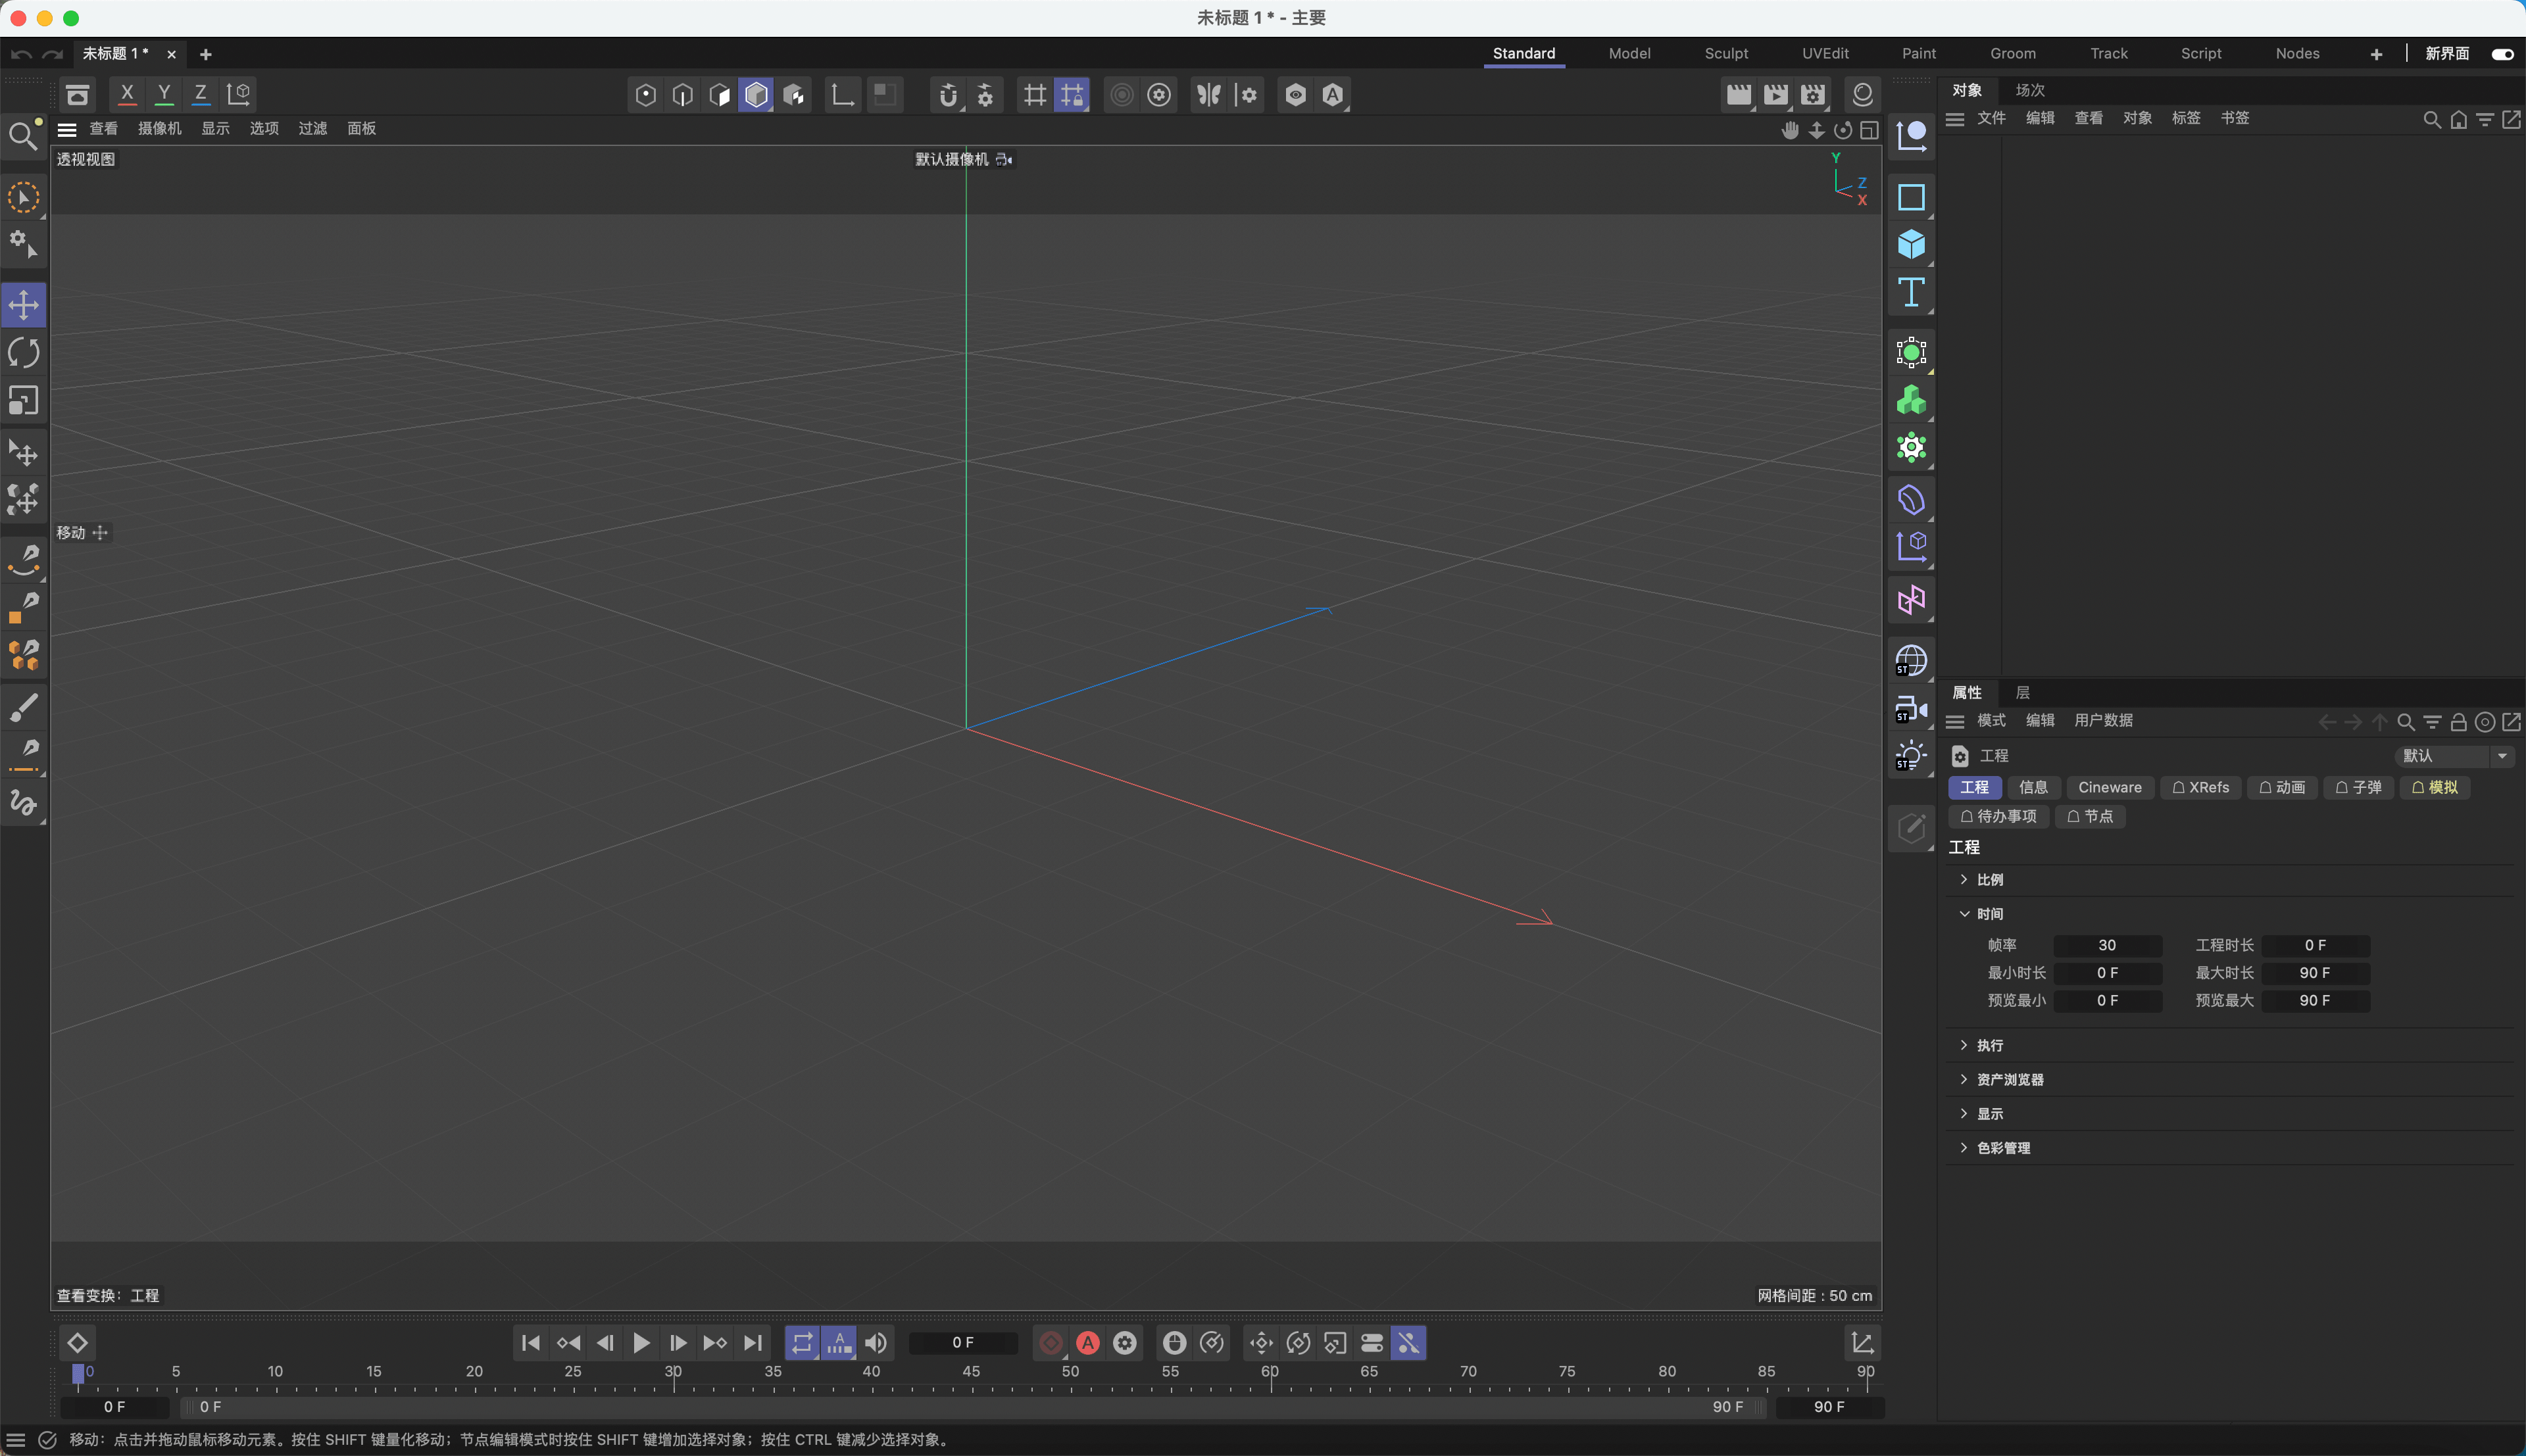 未标题 1 * - 主要
未标题 1 *
Standard Model Sculpt UVEdit Paint Groom Track Script Nodes 新界面
X Y Z
对象 场次
查看 摄像机 显示 选项 过滤 面板
文件 编辑 查看 对象 标签 书签
透视视图
默认摄像机
Y
Z
X
移动
ST
ST
ST
属性 层
模式 编辑 用户数据
工程
默认
工程 信息 Cineware XRefs 动画 子弹 模拟
待办事项 节点
工程
比例
时间
帧率 30 工程时长 0 F
最小时长 0 F 最大时长 90 F
预览最小 0 F 预览最大 90 F
执行
资产浏览器
显示
色彩管理
查看变换：工程
网格间距 : 50 cm
A
0 F
A
0 5 10 15 20 25 30 35 40 45 50 55 60 65 70 75 80 85 90
0 F 0 F 90 F 90 F
移动：点击并拖动鼠标移动元素。按住 SHIFT 键量化移动；节点编辑模式时按住 SHIFT 键增加选择对象；按住 CTRL 键减少选择对象。